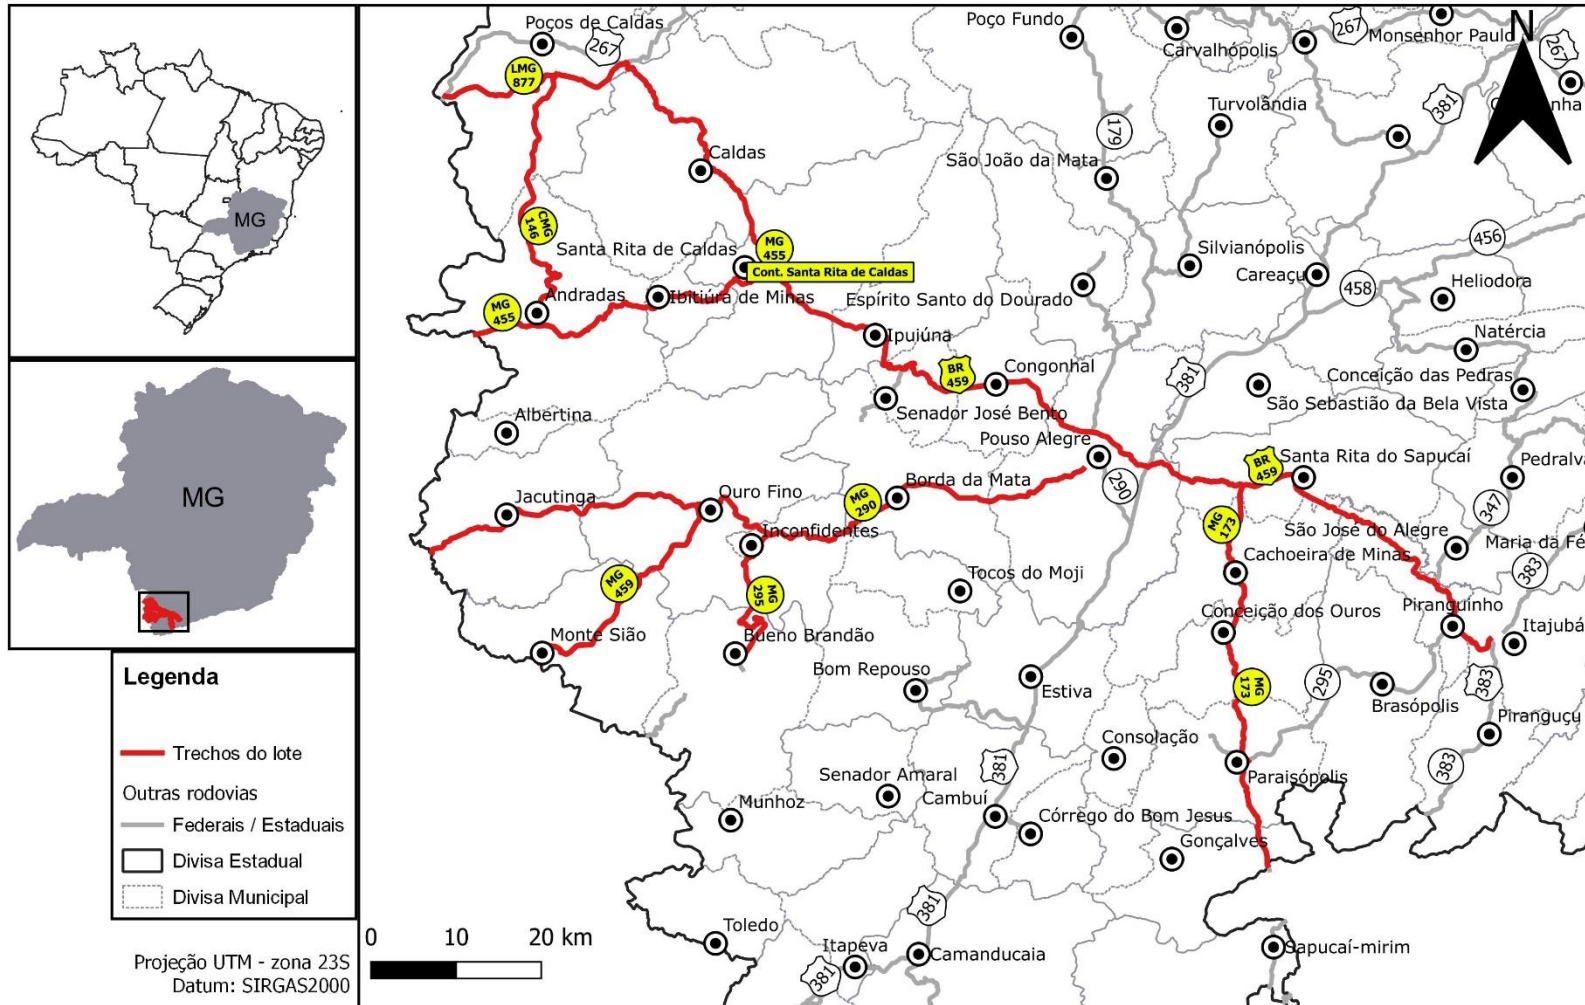 MG
MG
Legenda
Trechos do lote
Outras rodovias
Federais / Estaduais
Divisa Estadual
Divisa Municipal
Projeção UTM - zona 23S
Datum: SIRGAS2000
0 10 20 km
N
Poços de Caldas
267
LMG
877
Poço Fundo
Carvalhópolis
267
Monsenhor Paulo
267
381
Turvolândia
179
São João da Mata
Caldas
CMG
146
Santa Rita de Caldas
MG
455
Cont. Santa Rita de Caldas
Silvianópolis
Careaçu
456
458
Heliodora
Andradas
MG
455
Ibitiúra de Minas
Espírito Santo do Dourado
Ipuiúna
Natércia
BR
459
Congonhal
381
Conceição das Pedras
São Sebastião da Bela Vista
Senador José Bento
Albertina
Pouso Alegre
290
BR
459
Santa Rita do Sapucaí
Pedralva
Jacutinga
Ouro Fino
MG
290
Borda da Mata
347
Inconfidentes
MG
173
São José do Alegre
Cachoeira de Minas
Maria da Fé
383
MG
459
MG
295
Tocos do Moji
Conceição dos Ouros
Piranguinho
Itajubá
Monte Sião
Bueno Brandão
Bom Repouso
Estiva
MG
173
295
Brasópolis
383
Piranguçu
Consolação
381
Paraisópolis
383
Senador Amaral
Cambuí
Munhoz
Córrego do Bom Jesus
Gonçalves
381
Toledo
Itapeva
381
Camanducaia
Sapucaí-mirim